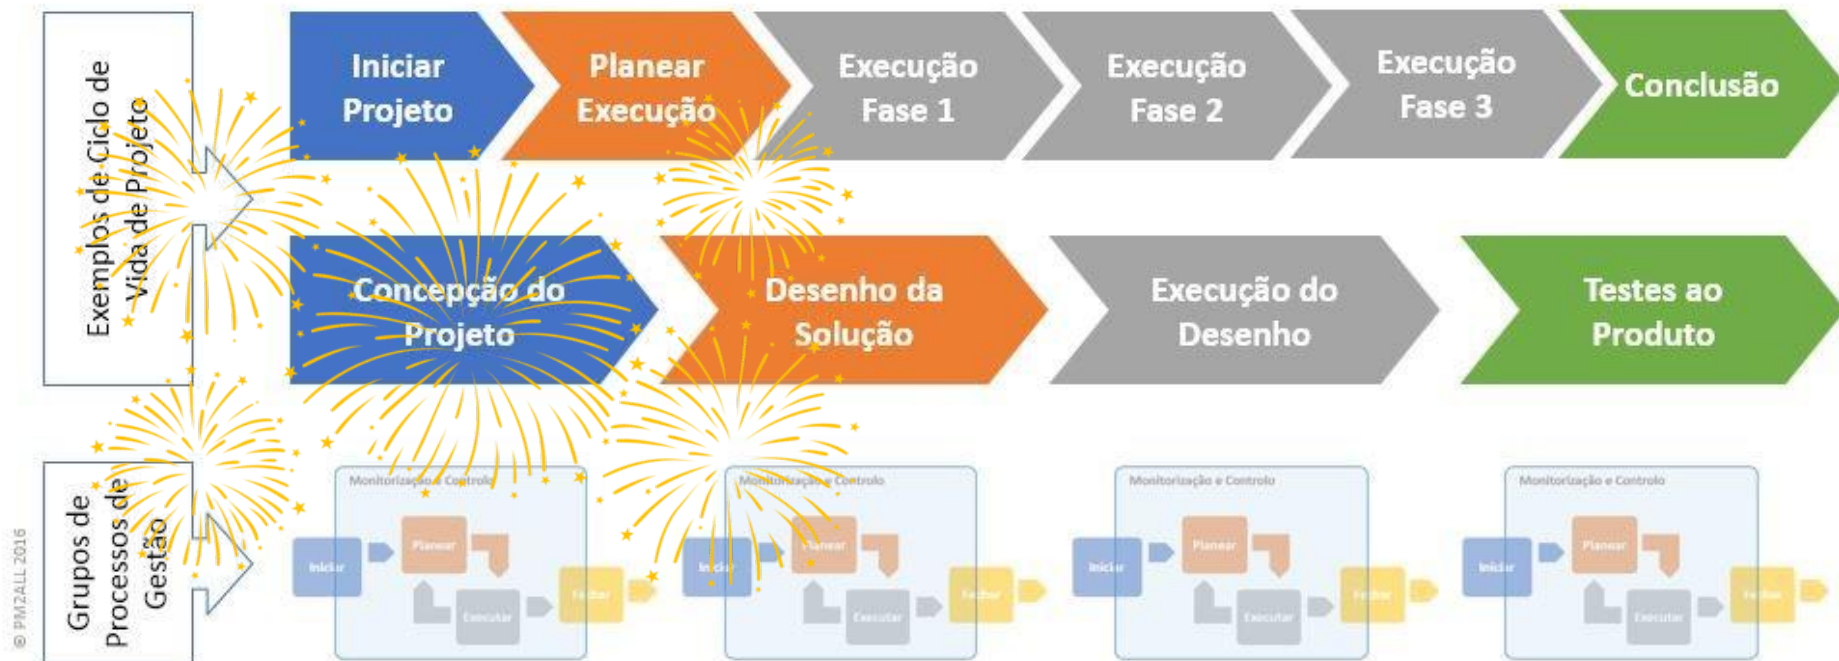 Exemplos de Ciclo de
Vida de Projeto
Iniciar
Projeto
Planear
Execução
Execução
Fase 1
Execução
Fase 2
Execução
Fase 3
Conclusão
Concepção do
Projeto
Desenho da
Solução
Execução do
Desenho
Testes ao
Produto
Grupos de
Processos de
Gestão
Monitorização e Controlo
Iniciar
Planear
Executar
Fechar
Monitorização e Controlo
Iniciar
Planear
Executar
Fechar
Monitorização e Controlo
Iniciar
Planear
Executar
Fechar
Monitorização e Controlo
Iniciar
Planear
Executar
Fechar
© PM2ALL 2016